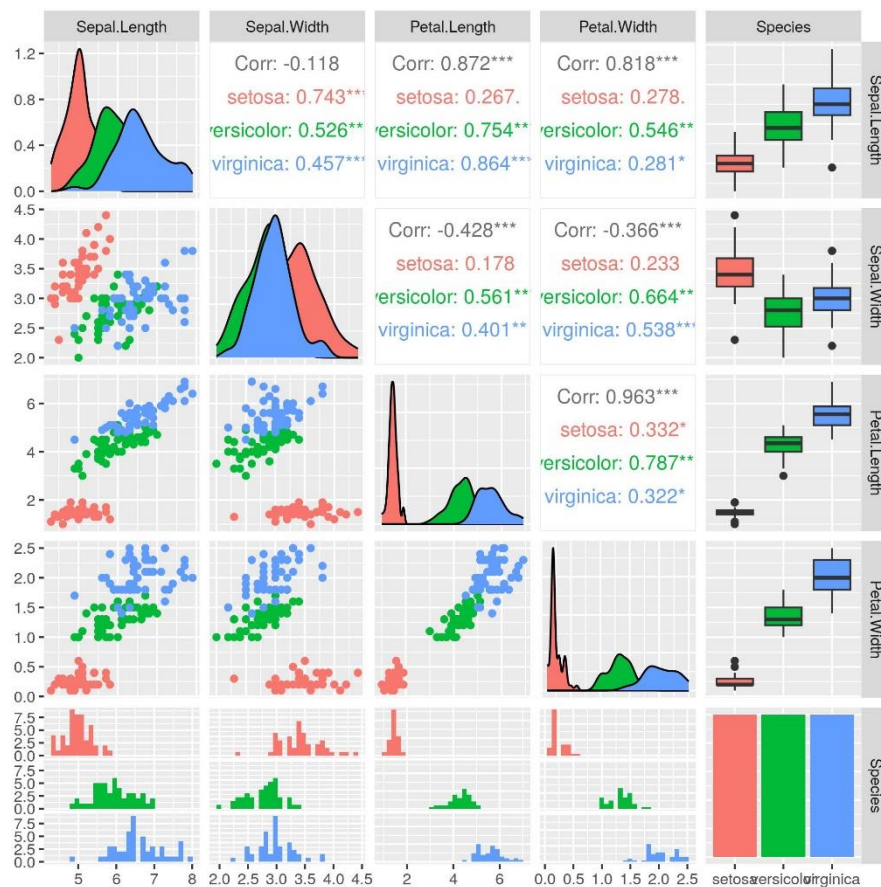 Sepal.Length Sepal.Width Petal.Length Petal.Width Species
1.2
0.8
0.4
0.0
Corr: -0.118
setosa: 0.743**
versicolor: 0.526**
virginica: 0.457***
Corr: 0.872***
setosa: 0.267.
versicolor: 0.754**
virginica: 0.864***
Corr: 0.818***
setosa: 0.278.
versicolor: 0.546**
virginica: 0.281*
Sepal.Length
4.5
4.0
3.5
3.0
2.5
2.0
Corr: -0.428***
setosa: 0.178
versicolor: 0.561**
virginica: 0.401**
Corr: -0.366***
setosa: 0.233
versicolor: 0.664**
virginica: 0.538***
Sepal.Width
6
4
2
Corr: 0.963***
setosa: 0.332*
versicolor: 0.787**
virginica: 0.322*
Petal.Length
2.5
2.0
1.5
1.0
0.5
0.0
Petal.Width
7.5
5.0
2.5
0.0
7.5
5.0
2.5
0.0
7.5
5.0
2.5
0.0
Species
5 6 7 8 2.0 2.5 3.0 3.5 4.0 4.5 2 4 6 0.0 0.5 1.0 1.5 2.0 2.5 setosa versicolor virginica